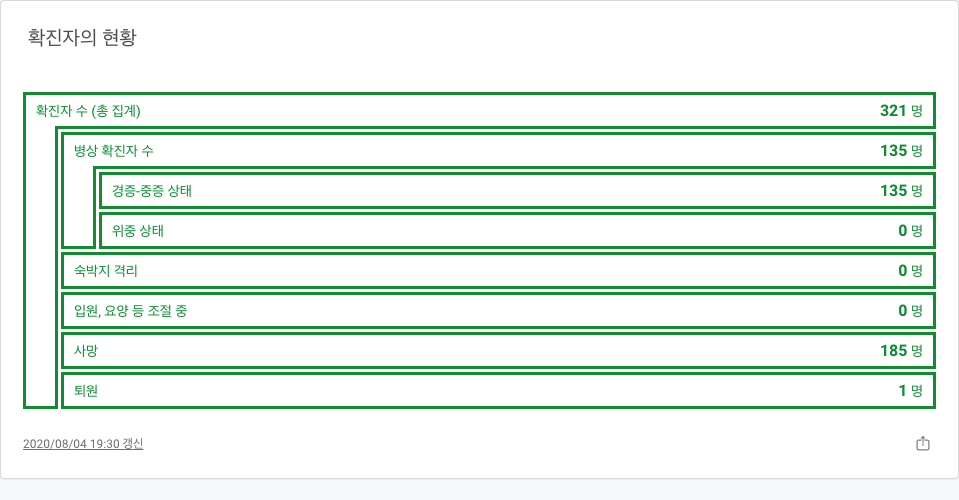 확진자의 현황
확진자 수 (총 집계) 321 명
병상 확진자 수 135 명
경증-중증 상태 135 명
위중 상태 0 명
숙박지 격리 0 명
입원, 요양 등 조절 중 0 명
사망 185 명
퇴원 1 명
2020/08/04 19:30 갱신